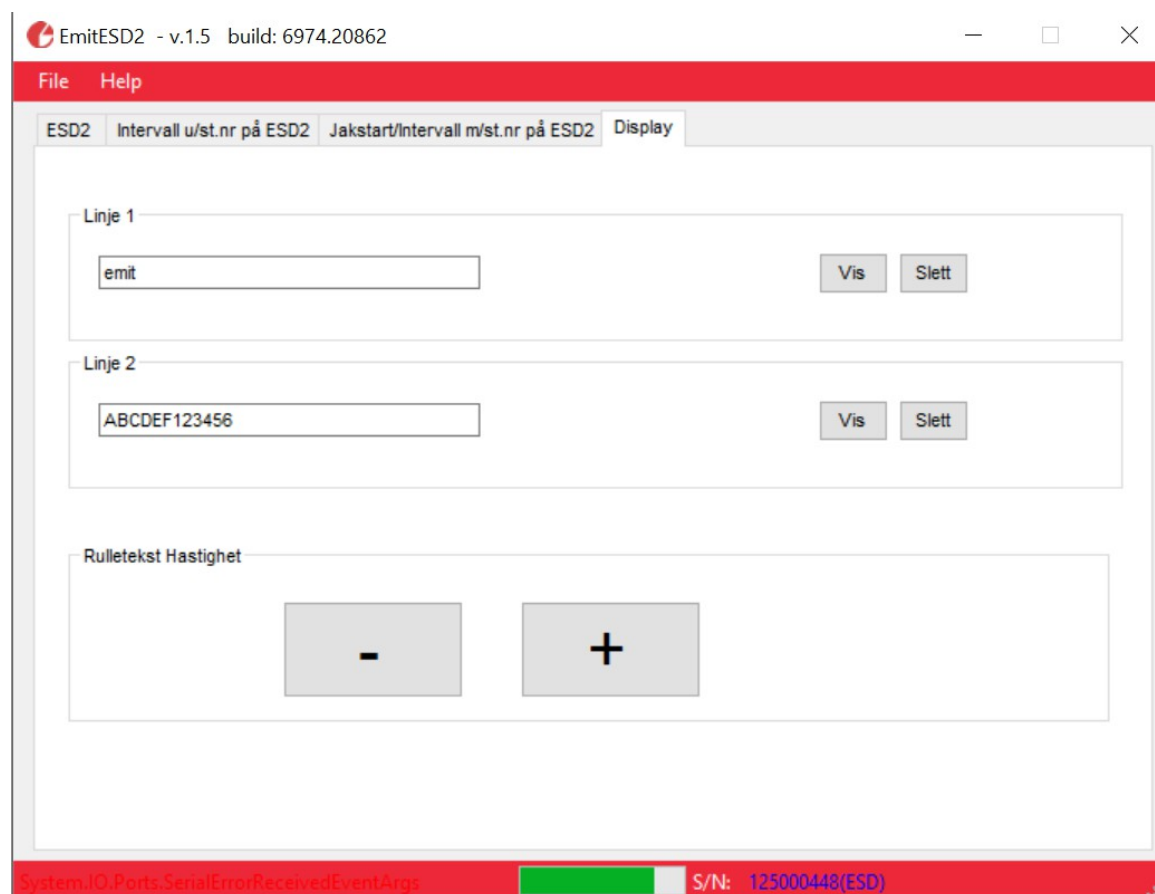 EmitESD2 - v.1.5 build: 6974.20862
File Help
ESD2 Intervall u/st.nr på ESD2 Jakstart/Intervall m/st.nr på ESD2 Display
Linje 1
emit Vis Slett
Linje 2
ABCDEF123456 Vis Slett
Rulletekst Hastighet
- +
System.IO.Ports.SerialErrorReceivedEventArgs S/N: 125000448(ESD)